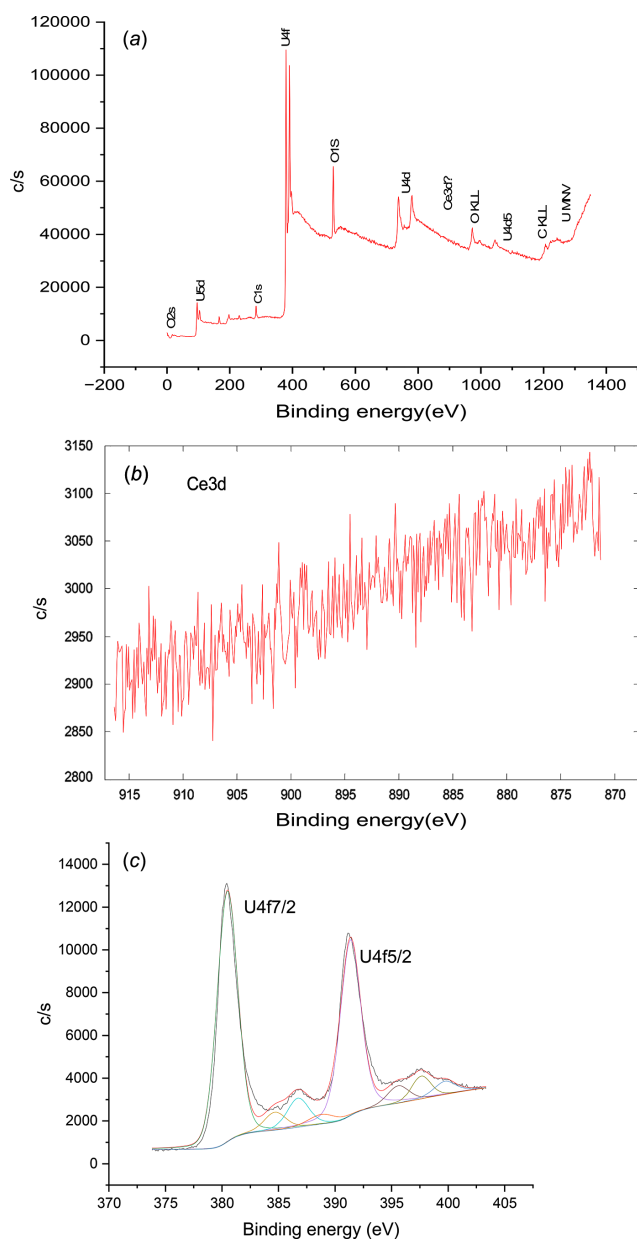 (a)
U4f
120000
100000
80000
60000
40000
20000
0
c/s
O2s
U5d
C1s
O1S
U4d
Ce3d?
O KLL
U4d5
C KLL
U MNV
−200
0
200
400
600
800
1000
1200
1400
Binding energy(eV)
(b)
Ce3d
3150
3100
3050
3000
2950
2900
2850
2800
c/s
915
910
905
900
895
890
885
880
875
870
Binding energy(eV)
(c)
U4f7/2
U4f5/2
14000
12000
10000
8000
6000
4000
2000
0
c/s
370
375
380
385
390
395
400
405
Binding energy (eV)